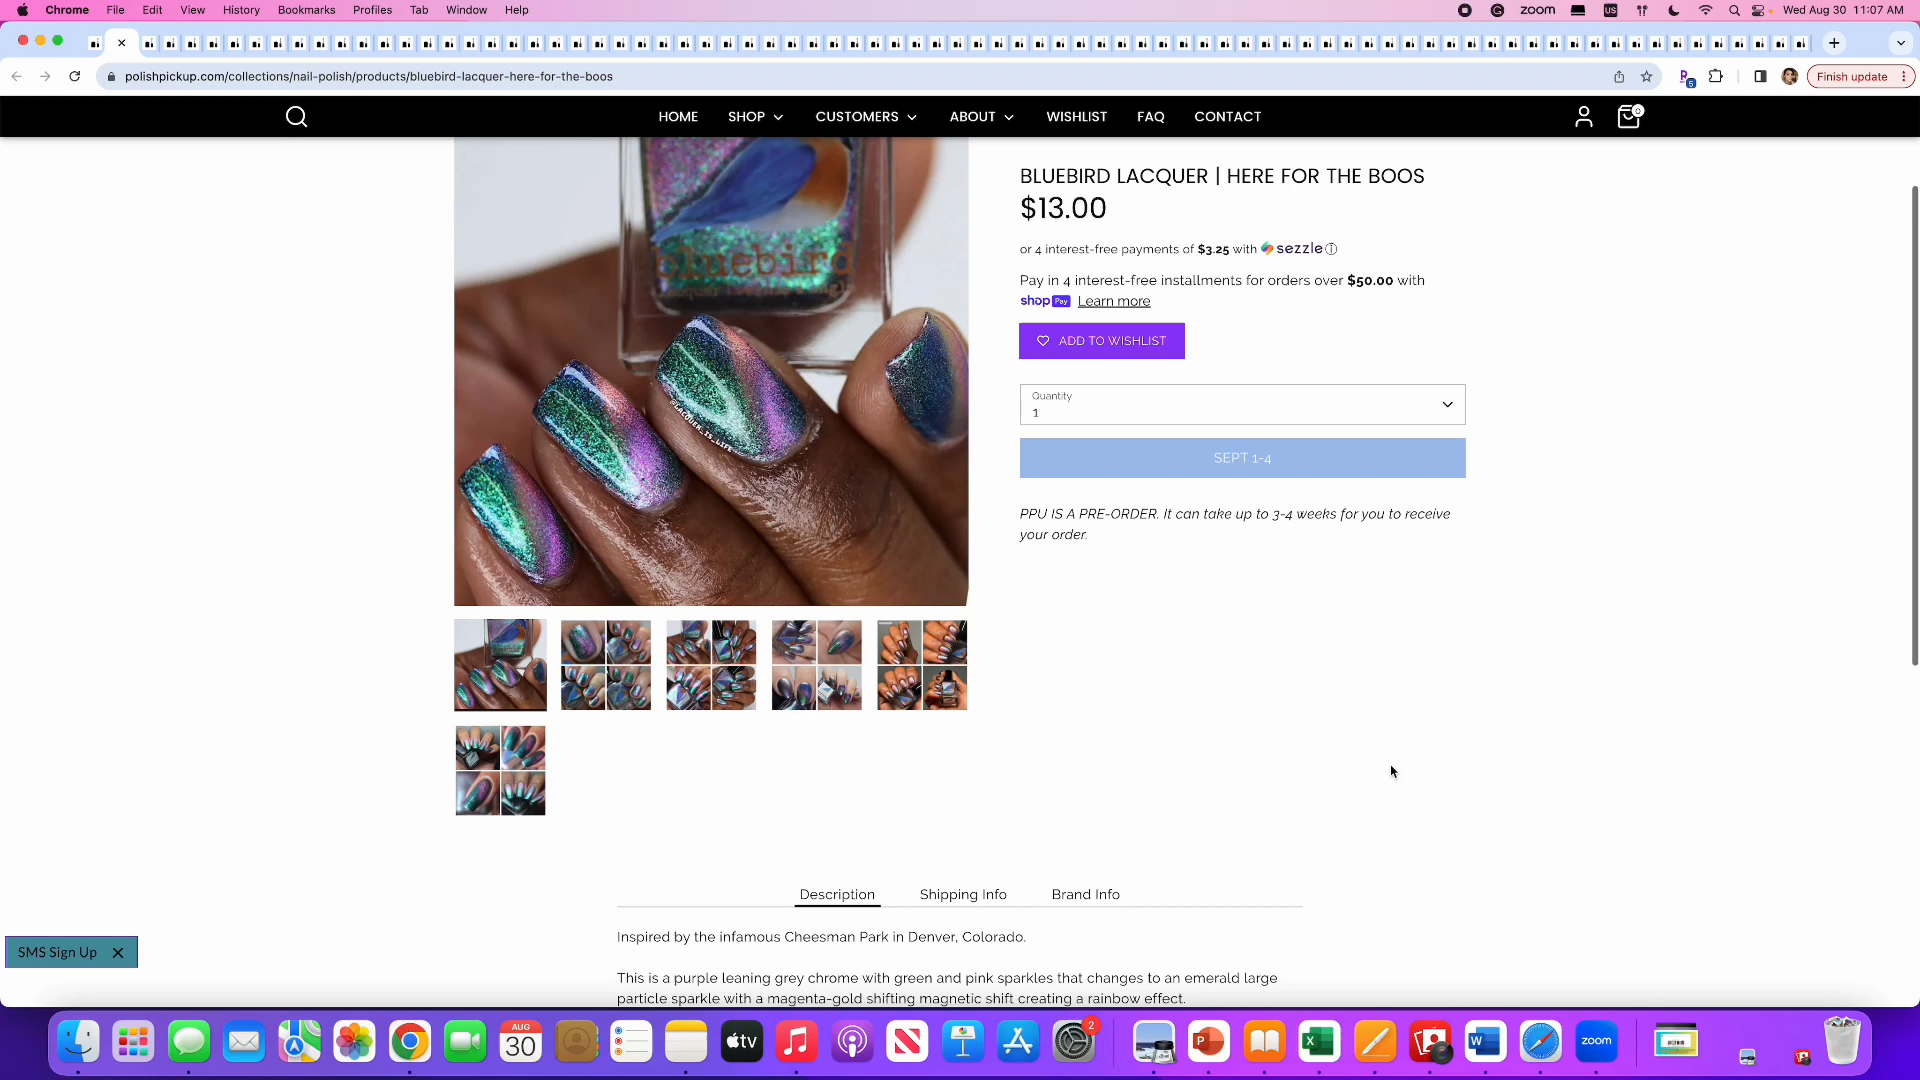 Chrome File Edit View History Bookmarks Profiles Tab Window Help zoom US Wed Aug 30 11:07 AM
polishpickup.com/collections/nail-polish/products/bluebird-lacquer-here-for-the-boos Finish update
HOME SHOP CUSTOMERS ABOUT WISHLIST FAQ CONTACT 0
BLUEBIRD LACQUER | HERE FOR THE BOOS
$13.00
or 4 interest-free payments of $3.25 with sezzle
Pay in 4 interest-free installments for orders over $50.00 with
shop Pay Learn more
ADD TO WISHLIST
Quantity
1
SEPT 1-4
PPU IS A PRE-ORDER. It can take up to 3-4 weeks for you to receive
your order.
bluebird
@LACQUER_IS_LIFE
Description Shipping Info Brand Info
Inspired by the infamous Cheesman Park in Denver, Colorado.
This is a purple leaning grey chrome with green and pink sparkles that changes to an emerald large
particle sparkle with a magenta-gold shifting magnetic shift creating a rainbow effect.
SMS Sign Up
AUG
30
tv
2
zoom